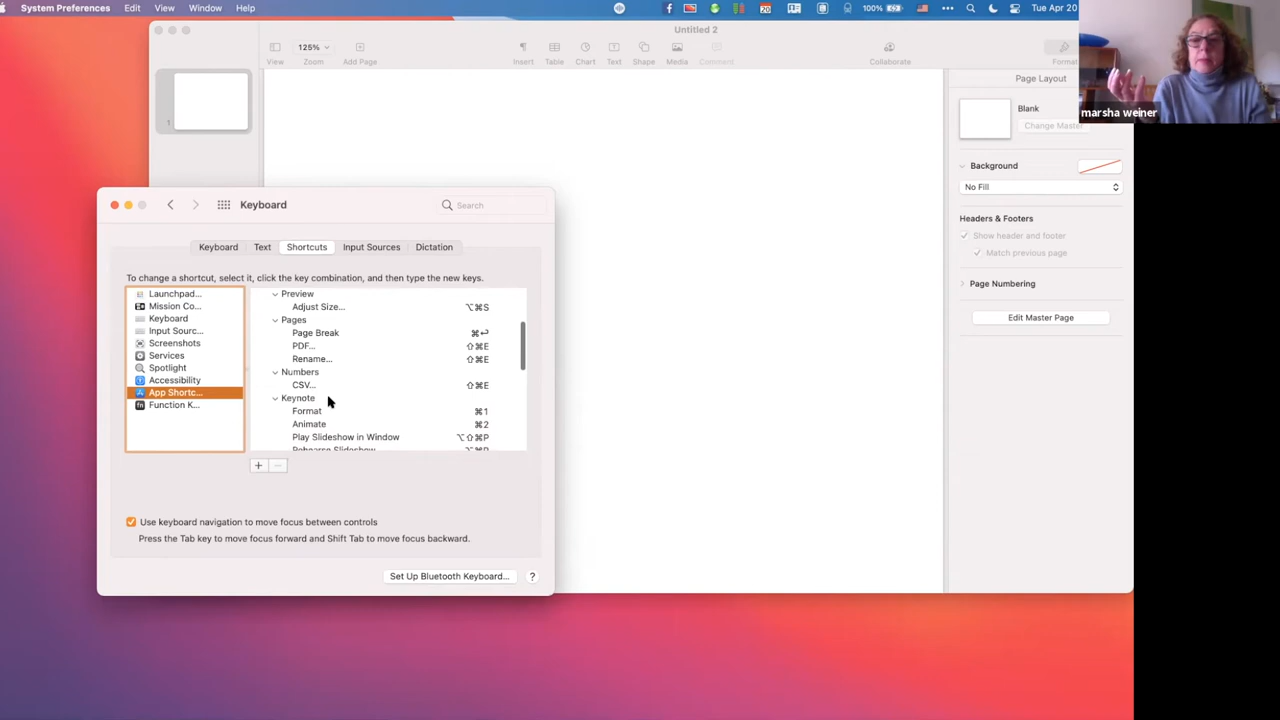 System Preferences Edit View Window Help 100% 20 Tue Apr 20
Untitled 2
125%
View Zoom Add Page Insert Table Chart Text Shape Media Comment Collaborate Format
marsha weiner
Page Layout
1
Blank
Change Master
Background
No Fill
Headers & Footers
Show header and footer
Match previous page
Page Numbering
Edit Master Page
Keyboard
Search
Keyboard Text Shortcuts Input Sources Dictation
To change a shortcut, select it, click the key combination, and then type the new keys.
Launchpad...
Mission Co...
Keyboard
Input Sourc...
Screenshots
Services
Spotlight
Accessibility
App Shortc...
Function K...
Preview
Adjust Size... ⌥⌘S
Pages
Page Break ⌘↩
PDF... ⇧⌘E
Rename... ⇧⌘E
Numbers
CSV... ⇧⌘E
Keynote
Format ⌘1
Animate ⌘2
Play Slideshow in Window ⌥⇧⌘P
Rehearse Slideshow ⌥⌘P
+ −
Use keyboard navigation to move focus between controls
Press the Tab key to move focus forward and Shift Tab to move focus backward.
Set Up Bluetooth Keyboard... ?